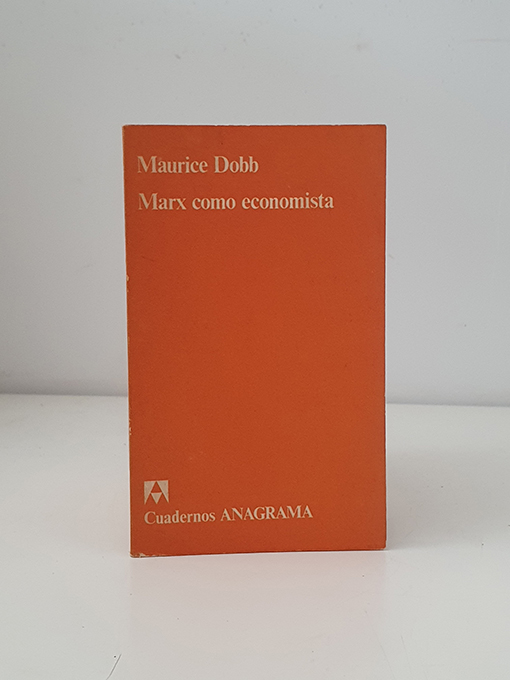 Maurice Dobb
Marx como economista
Cuadernos ANAGRAMA